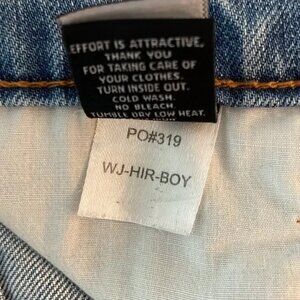 EFFORT IS ATTRACTIVE,
THANK YOU
FOR TAKING CARE OF
YOUR CLOTHES.
TURN INSIDE OUT.
COLD WASH.
NO BLEACH.
TUMBLE DRY LOW HEAT.
PO#319
WJ-HIR-BOY